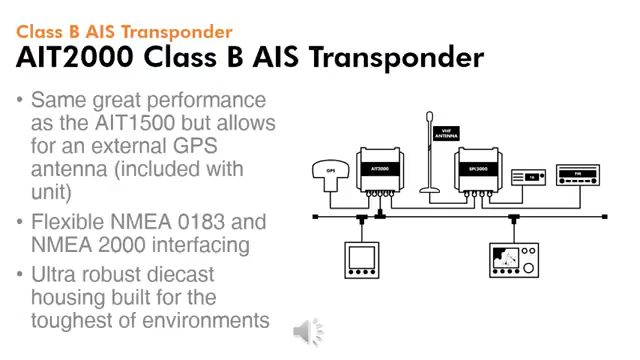 Class B AIS Transponder
AIT2000 Class B AIS Transponder
• Same great performance
as the AIT1500 but allows
for an external GPS
antenna (included with
unit)
• Flexible NMEA 0183 and
NMEA 2000 interfacing
• Ultra robust diecast
housing built for the
toughest of environments
VHF
ANTENNA
GPS
AIT2000
SPL2000
FM